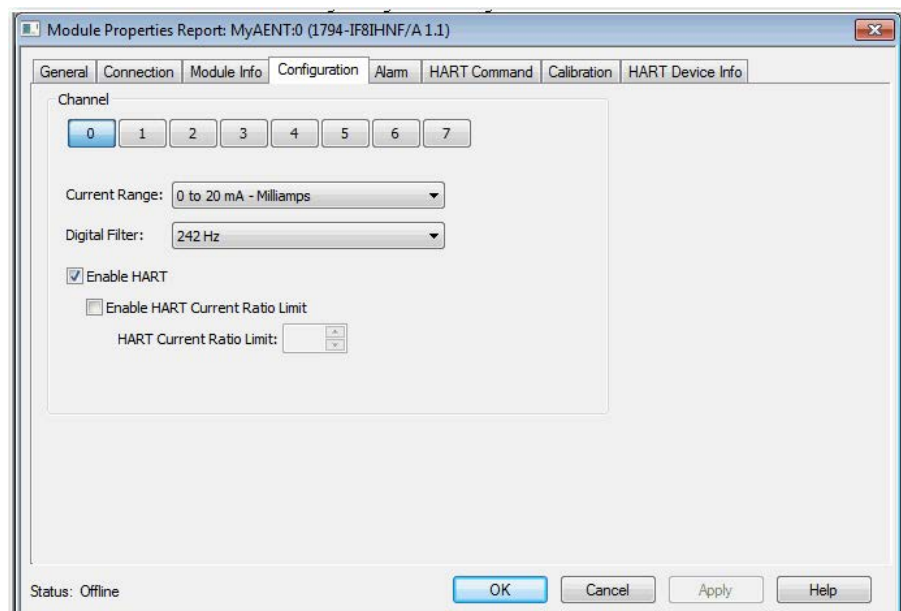 Module Properties Report: MyAENT:0 (1794-IF8IHNF/A 1.1)
General Connection Module Info Configuration Alarm HART Command Calibration HART Device Info
Channel
0 1 2 3 4 5 6 7
Current Range: 0 to 20 mA - Milliamps
Digital Filter: 242 Hz
Enable HART
Enable HART Current Ratio Limit
HART Current Ratio Limit:
Status: Offline OK Cancel Apply Help